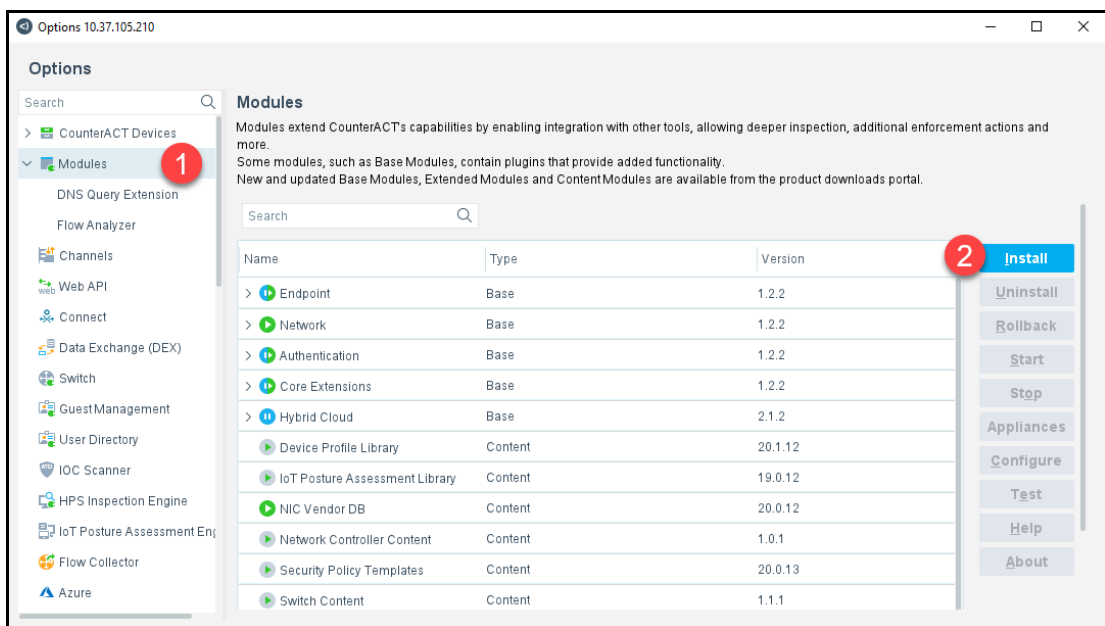 Options 10.37.105.210
Options
Search
CounterACT Devices
Modules
1
DNS Query Extension
Flow Analyzer
Channels
Web API
Connect
Data Exchange (DEX)
Switch
Guest Management
User Directory
IOC Scanner
HPS Inspection Engine
IoT Posture Assessment Eng
Flow Collector
Azure
Modules
Modules extend CounterACT's capabilities by enabling integration with other tools, allowing deeper inspection, additional enforcement actions and
more.
Some modules, such as Base Modules, contain plugins that provide added functionality.
New and updated Base Modules, Extended Modules and Content Modules are available from the product downloads portal.
Search
Name Type Version
Endpoint Base 1.2.2
Network Base 1.2.2
Authentication Base 1.2.2
Core Extensions Base 1.2.2
Hybrid Cloud Base 2.1.2
Device Profile Library Content 20.1.12
IoT Posture Assessment Library Content 19.0.12
NIC Vendor DB Content 20.0.12
Network Controller Content Content 1.0.1
Security Policy Templates Content 20.0.13
Switch Content Content 1.1.1
2
Install
Uninstall
Rollback
Start
Stop
Appliances
Configure
Test
Help
About